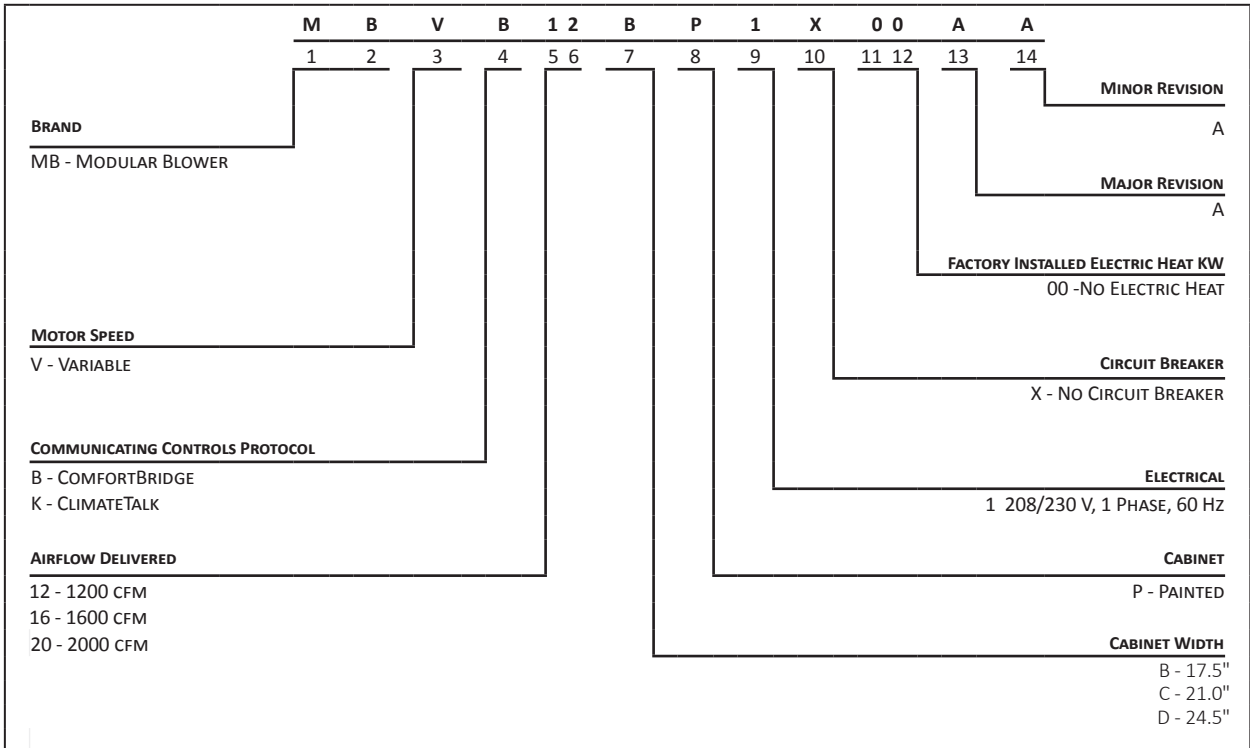 M B V B 1 2 B P 1 X 0 0 A A
1 2 3 4 5 6 7 8 9 10 11 12 13 14
MINOR REVISION
A
BRAND
MB - MODULAR BLOWER
MAJOR REVISION
A
FACTORY INSTALLED ELECTRIC HEAT KW
00 -NO ELECTRIC HEAT
MOTOR SPEED
V - VARIABLE
CIRCUIT BREAKER
X - NO CIRCUIT BREAKER
COMMUNICATING CONTROLS PROTOCOL
B - COMFORTBRIDGE
K - CLIMATETALK
ELECTRICAL
1 208/230 V, 1 PHASE, 60 HZ
AIRFLOW DELIVERED
12 - 1200 CFM
16 - 1600 CFM
20 - 2000 CFM
CABINET
P - PAINTED
CABINET WIDTH
B - 17.5"
C - 21.0"
D - 24.5"